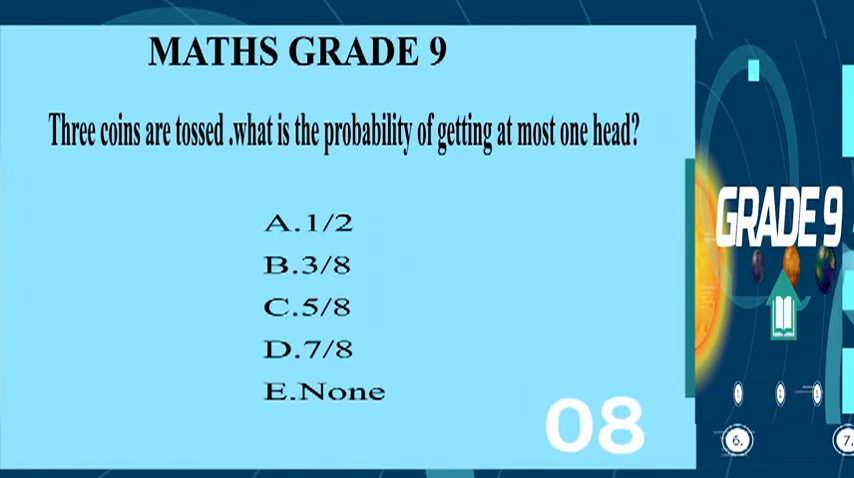 MATHS GRADE 9
Three coins are tossed .what is the probability of getting at most one head?
A.1/2
B.3/8
C.5/8
D.7/8
E.None
08
GRADE 9
6.
7.